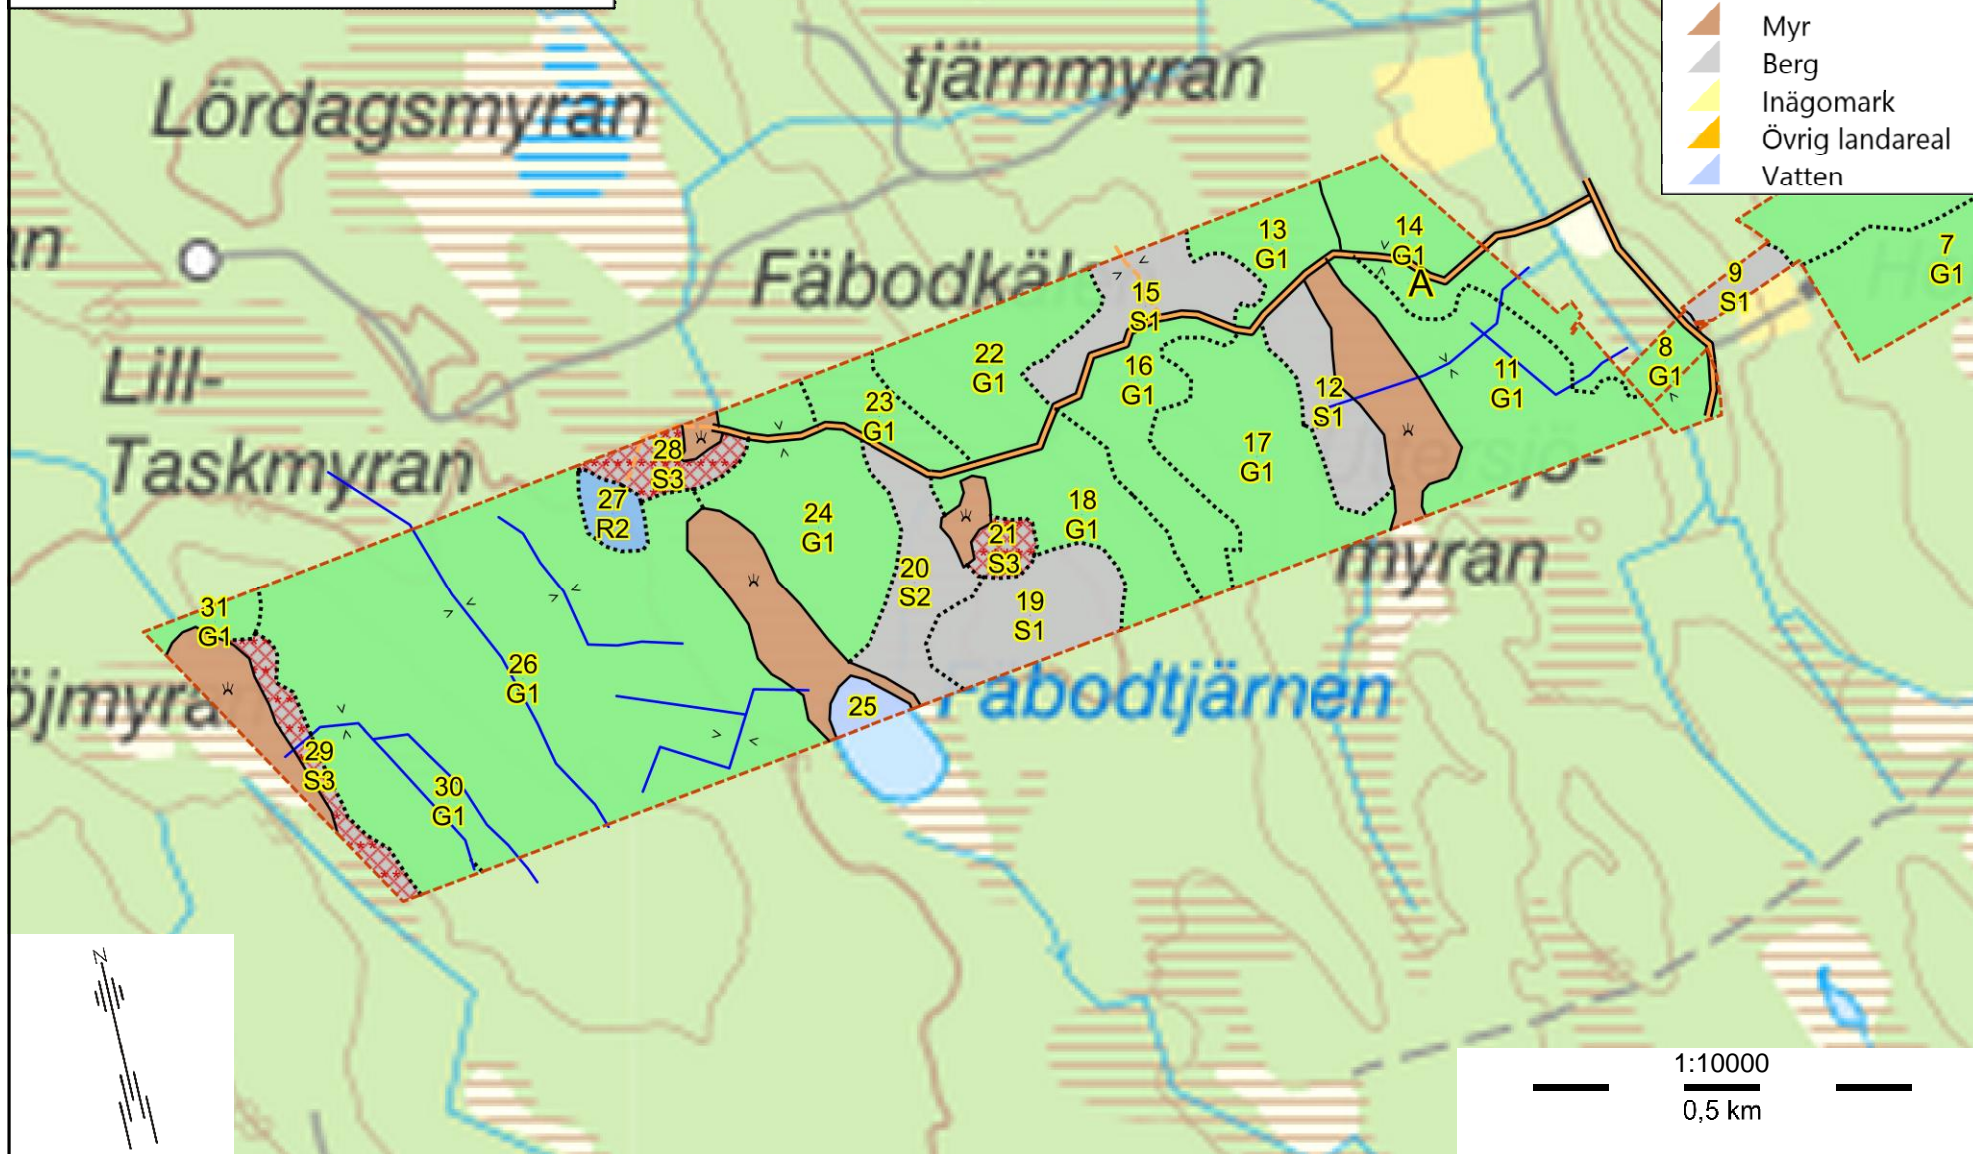 Myr
Berg
Inägomark
Övrig landareal
Vatten
Lördagsmyran
tjärnmyran
Fäbodkälen
Lill-
Taskmyran
myran
Fäbodtjärnen
13
G1
14
G1
A
7
G1
9
S1
15
S1
8
G1
22
G1
16
G1
11
G1
12
S1
23
G1
17
G1
28
S3
27
R2
24
G1
18
G1
21
S3
20
S2
19
S1
31
G1
26
G1
25
29
S3
30
G1
N
1:10000
0,5 km